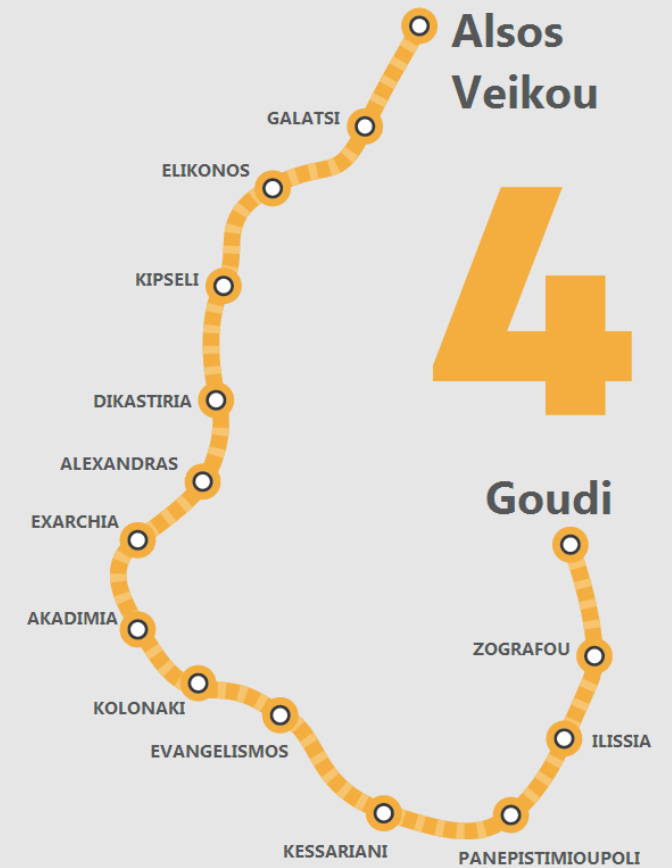 Alsos
Veikou
GALATSI
ELIKONOS
4
KIPSELI
DIKASTIRIA
ALEXANDRAS
Goudi
EXARCHIA
AKADIMIA
ZOGRAFOU
KOLONAKI
ILISSIA
EVANGELISMOS
KESSARIANI
PANEPISTIMIOUPOLI